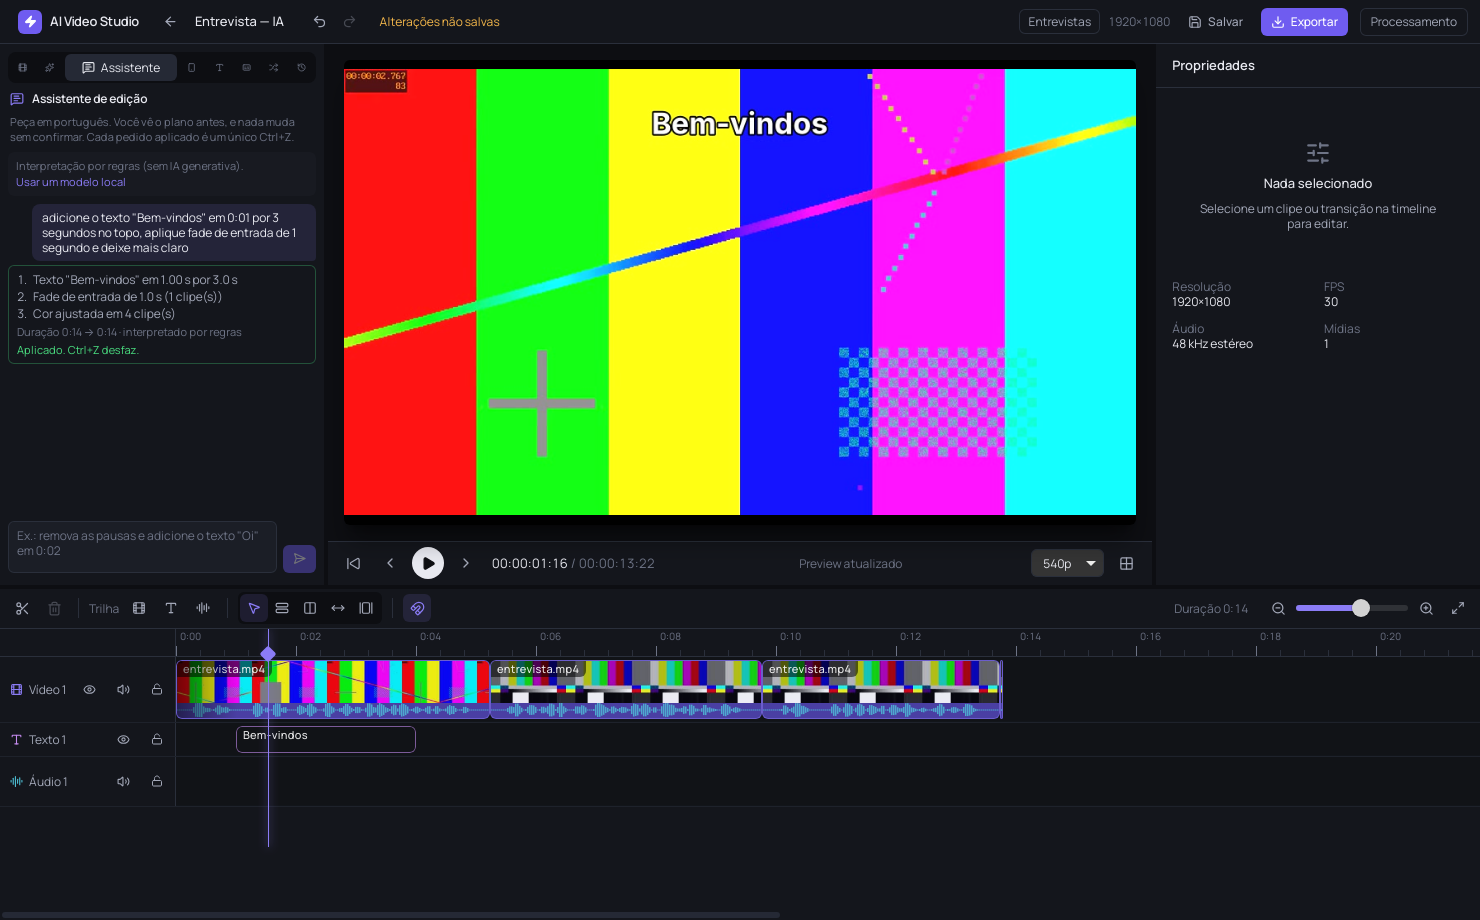 AI Video Studio
Entrevista — IA
Alterações não salvas
Entrevistas
1920×1080
Salvar
Exportar
Processamento
Assistente
Assistente de edição
Peça em português. Você vê o plano antes, e nada muda
sem confirmar. Cada pedido aplicado é um único Ctrl+Z.
Interpretação por regras (sem IA generativa).
Usar um modelo local
adicione o texto "Bem-vindos" em 0:01 por 3
segundos no topo, aplique fade de entrada de 1
segundo e deixe mais claro
1. Texto "Bem-vindos" em 1.00 s por 3.0 s
2. Fade de entrada de 1.0 s (1 clipe(s))
3. Cor ajustada em 4 clipe(s)
Duração 0:14 → 0:14 · interpretado por regras
Aplicado. Ctrl+Z desfaz.
Ex.: remova as pausas e adicione o texto "Oi"
em 0:02
00:00:02.767
83
Bem-vindos
00:00:01:16 / 00:00:13:22
Preview atualizado
540p
Propriedades
Nada selecionado
Selecione um clipe ou transição na timeline
para editar.
Resolução
1920×1080
FPS
30
Áudio
48 kHz estéreo
Mídias
1
Trilha
Duração 0:14
0:00
0:02
0:04
0:06
0:08
0:10
0:12
0:14
0:16
0:18
0:20
Vídeo 1
entrevista.mp4
entrevista.mp4
entrevista.mp4
Texto 1
Bem-vindos
Áudio 1